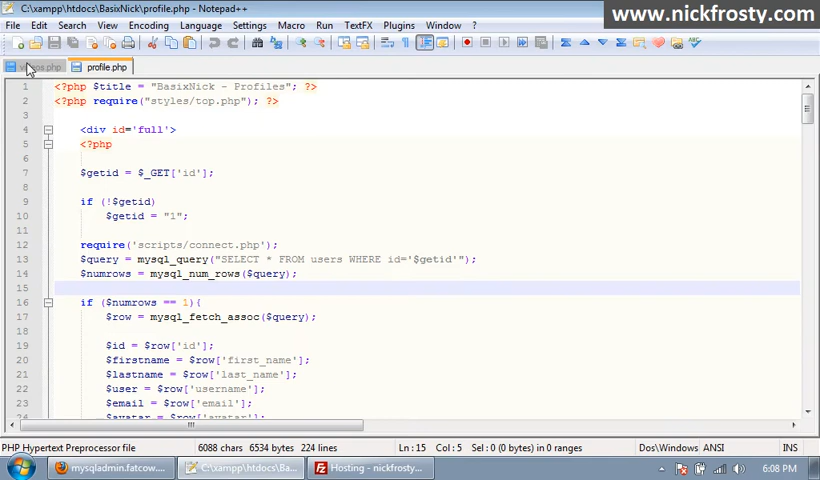 C:\xampp\htdocs\BasixNick\profile.php - Notepad++
www.nickfrosty.com
File Edit Search View Encoding Language Settings Macro Run TextFX Plugins Window ?
profile.php
1 <?php $title = "BasixNick - Profiles"; ?>
2 <?php require("styles/top.php"); ?>
3
4 <div id='full'>
5 <?php
6
7 $getid = $_GET['id'];
8
9 if (!$getid)
10 $getid = "1";
11
12 require('scripts/connect.php');
13 $query = mysql_query("SELECT * FROM users WHERE id='$getid'");
14 $numrows = mysql_num_rows($query);
15
16 if ($numrows == 1){
17 $row = mysql_fetch_assoc($query);
18
19 $id = $row['id'];
20 $firstname = $row['first_name'];
21 $lastname = $row['last_name'];
22 $user = $row['username'];
23 $email = $row['email'];
24 $avatar = $row['avatar'];
PHP Hypertext Preprocessor file 6088 chars 6534 bytes 224 lines Ln : 15 Col : 5 Sel : 0 (0 bytes) in 0 ranges Dos\Windows ANSI INS
mysqladmin.fatcow.... C:\xampp\htdocs\Ba... Hosting - nickfrosty... 6:08 PM